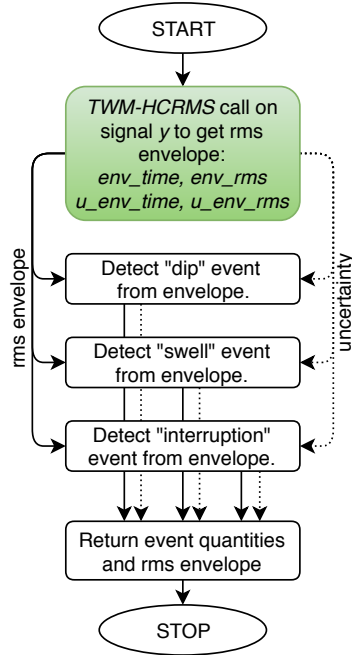 START
TWM-HCRMS call on
signal y to get rms
envelope:
env_time, env_rms
u_env_time, u_env_rms
rms envelope
uncertainty
Detect "dip" event
from envelope.
Detect "swell" event
from envelope.
Detect "interruption"
event from envelope.
Return event quantities
and rms envelope
STOP